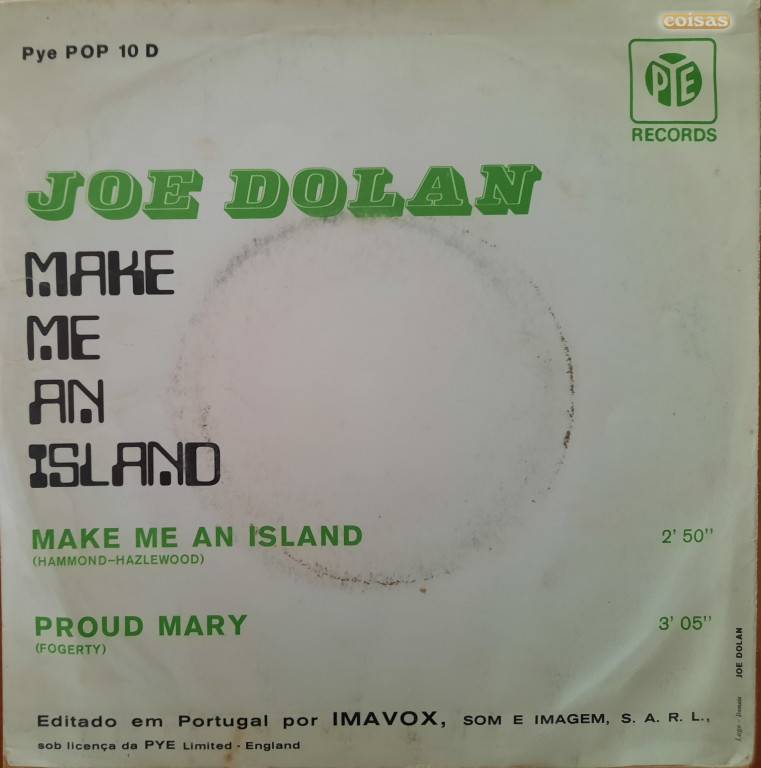 coisas
Pye POP 10 D
PYE
RECORDS
JOE DOLAN
MAKE
ME
AN
ISLAND
MAKE ME AN ISLAND 2' 50"
(HAMMOND-HAZLEWOOD)
PROUD MARY 3' 05"
(FOGERTY)
JOE DOLAN
Editado em Portugal por IMAVOX, SOM E IMAGEM, S. A. R. L.,
sob licença da PYE Limited - England